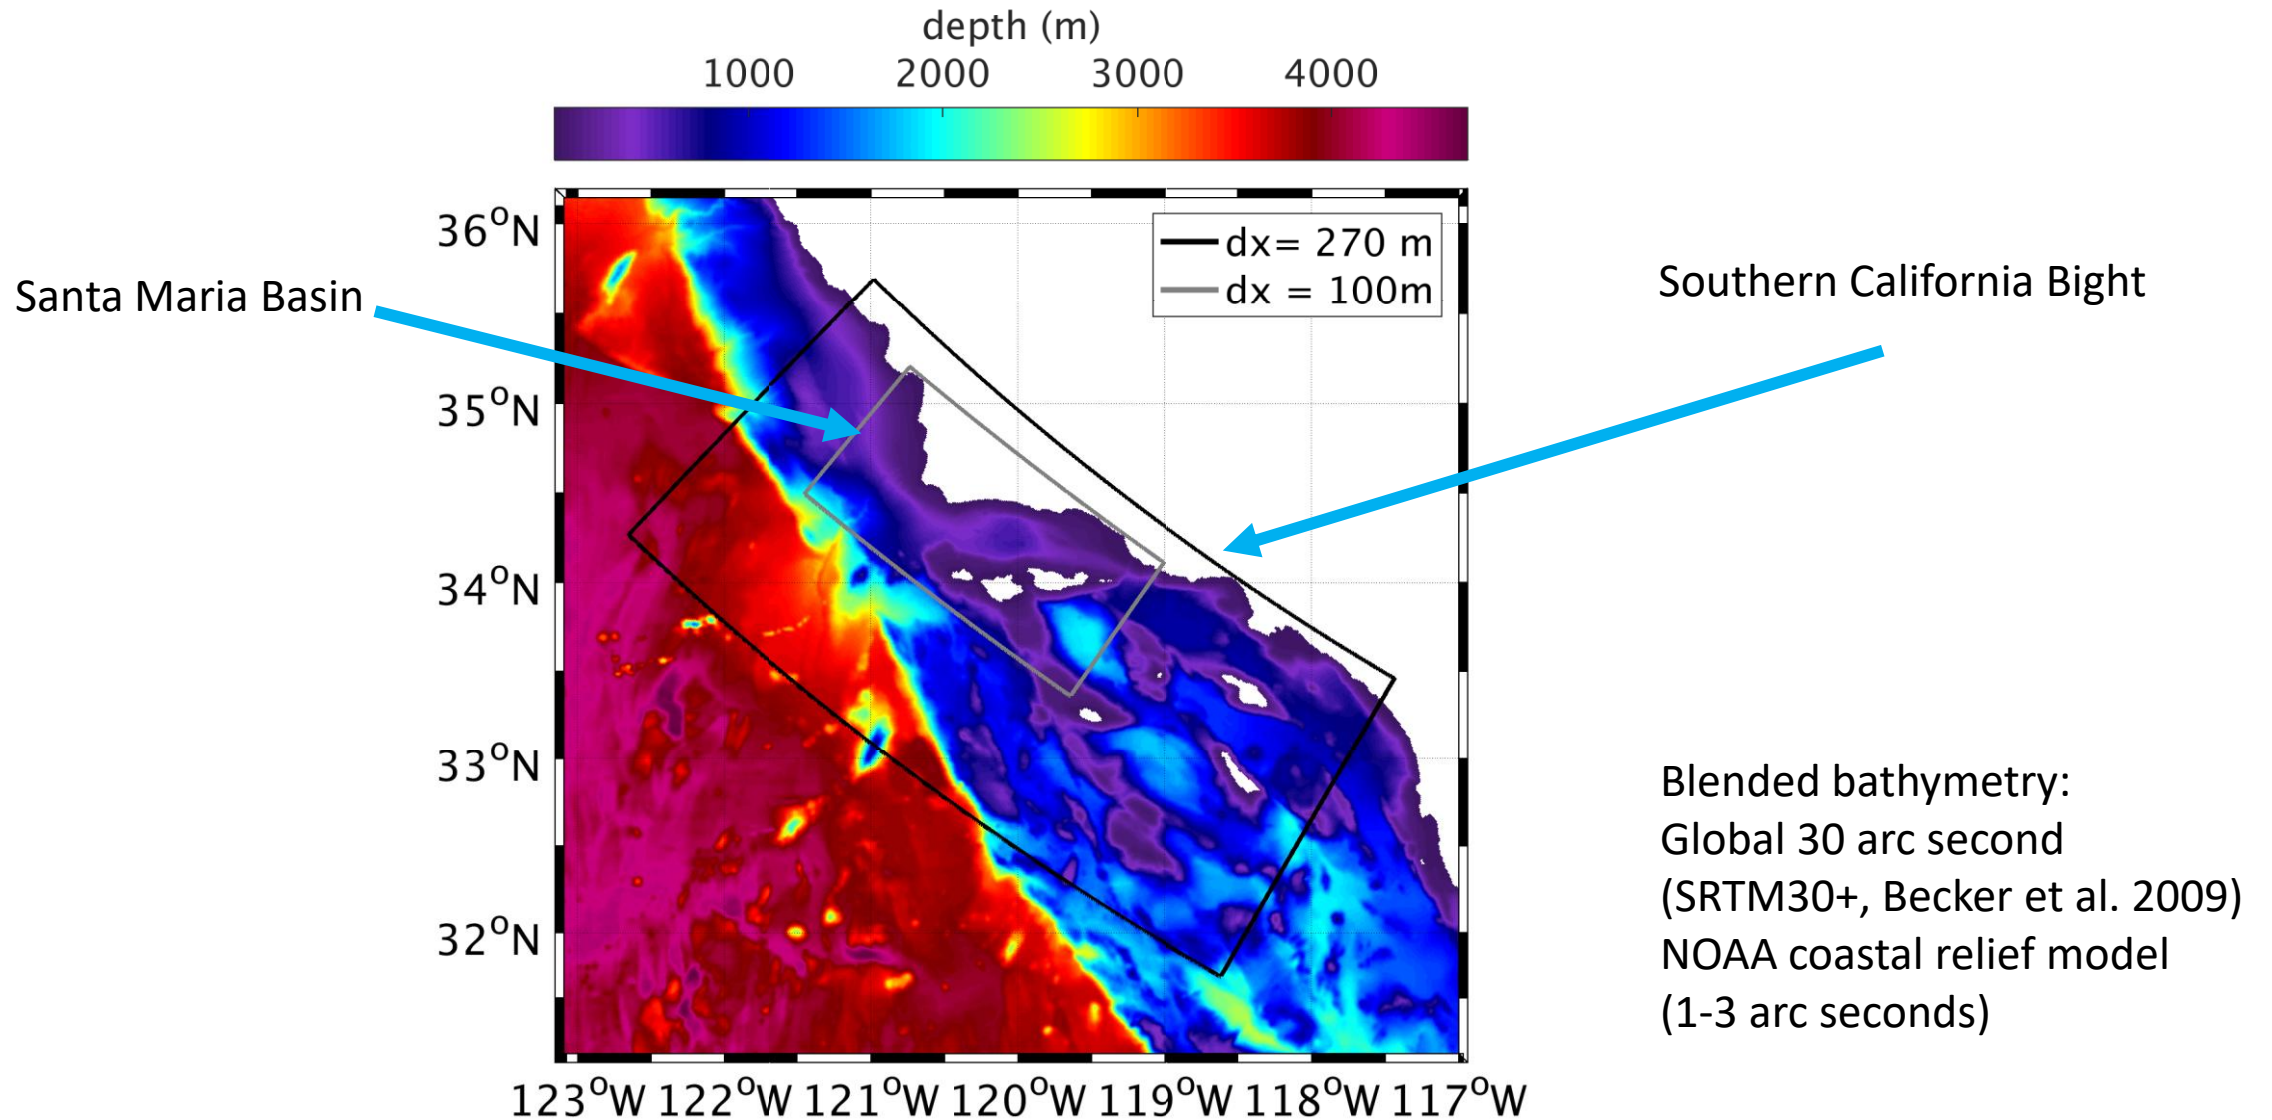 depth (m)
1000 2000 3000 4000
36°N
dx= 270 m
dx = 100m
Santa Maria Basin
Southern California Bight
35°N
34°N
33°N
32°N
123°W 122°W 121°W 120°W 119°W 118°W 117°W
Blended bathymetry:
Global 30 arc second
(SRTM30+, Becker et al. 2009)
NOAA coastal relief model
(1-3 arc seconds)